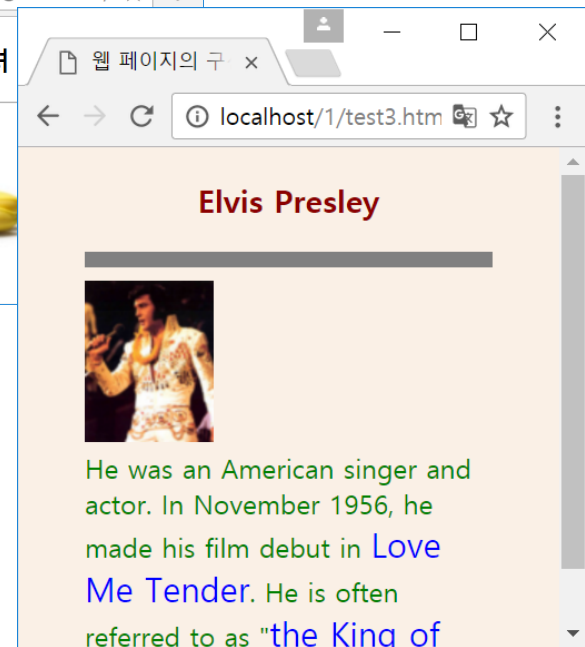 웹 페이지의 구
localhost/1/test3.htm
Elvis Presley
He was an American singer and
actor. In November 1956, he
made his film debut in Love
Me Tender. He is often
referred to as "the King of